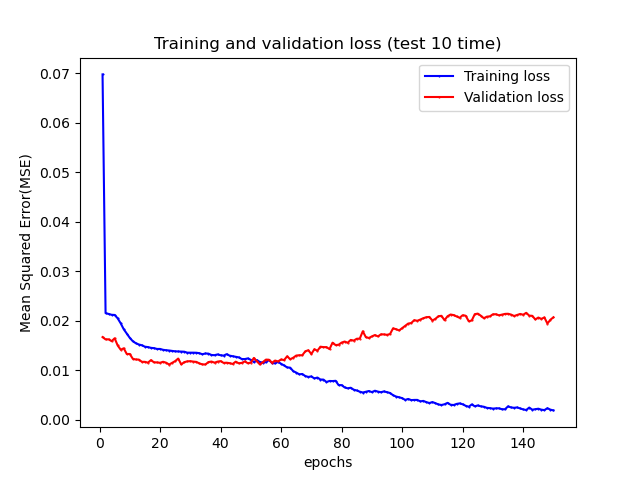 Training and validation loss (test 10 time)
Training loss
Validation loss
Mean Squared Error(MSE)
0.07
0.06
0.05
0.04
0.03
0.02
0.01
0.00
0 20 40 60 80 100 120 140
epochs